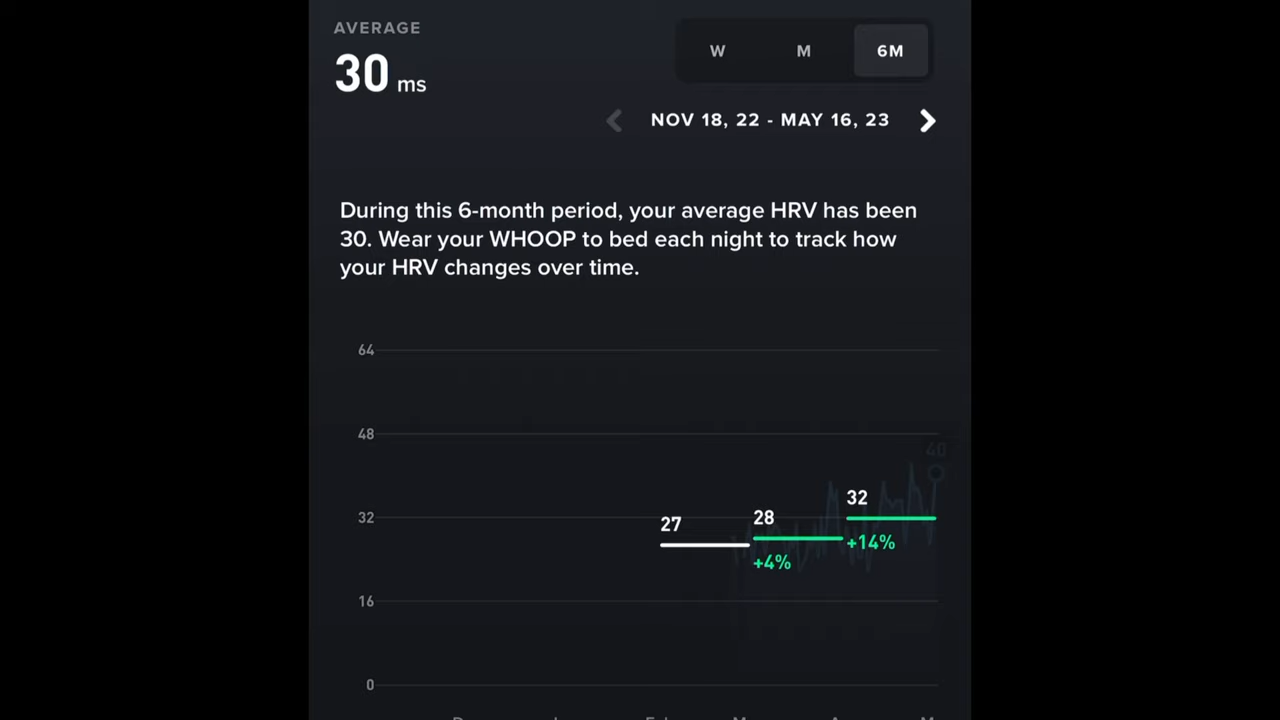 AVERAGE
30 ms
W M 6M
NOV 18, 22 - MAY 16, 23
During this 6-month period, your average HRV has been
30. Wear your WHOOP to bed each night to track how
your HRV changes over time.
64
48
40
32
32
27
28
+14%
+4%
16
0